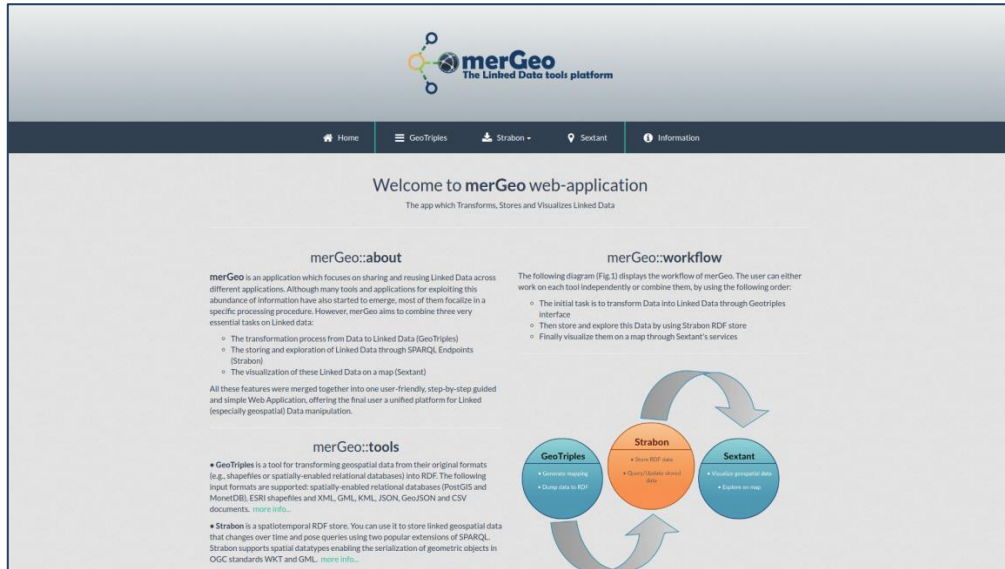 merGeo
The Linked Data tools platform
Home
GeoTriples
Strabon
Sextant
Information
Welcome to merGeo web-application
The app which Transforms, Stores and Visualizes Linked Data
merGeo::about
merGeo is an application which focuses on sharing and reusing Linked Data across
different applications. Although many tools and applications for exploiting this
abundance of information have also started to emerge, most of them focalize in a
specific processing procedure. However, merGeo aims to combine three very
essential tasks on Linked data:
The transformation process from Data to Linked Data (GeoTriples)
The storing and exploration of Linked Data through SPARQL Endpoints
(Strabon)
The visualization of these Linked Data on a map (Sextant)
All these features were merged together into one user-friendly, step-by-step guided
and simple Web Application, offering the final user a unified platform for Linked
(especially geospatial) Data manipulation.
merGeo::tools
• GeoTriples is a tool for transforming geospatial data from their original formats
(e.g., shapefiles or spatially-enabled relational databases) into RDF. The following
input formats are supported: spatially-enabled relational databases (PostGIS and
MonetDB), ESRI shapefiles and XML, GML, KML, JSON, GeoJSON and CSV
documents. more info...
• Strabon is a spatiotemporal RDF store. You can use it to store linked geospatial data
that changes over time and pose queries using two popular extensions of SPARQL.
Strabon supports spatial datatypes enabling the serialization of geometric objects in
OGC standards WKT and GML. more info...
merGeo::workflow
The following diagram (Fig.1) displays the workflow of merGeo. The user can either
work on each tool independently or combine them, by using the following order:
The initial task is to transform Data into Linked Data through Geotriples
interface
Then store and explore this Data by using Strabon RDF store
Finally visualize them on a map through Sextant's services
GeoTriples
• Generate mapping
• Dump data to RDF
Strabon
• Store RDF data
• Query/Update stored
data
Sextant
• Visualize geospatial data
• Explore on map